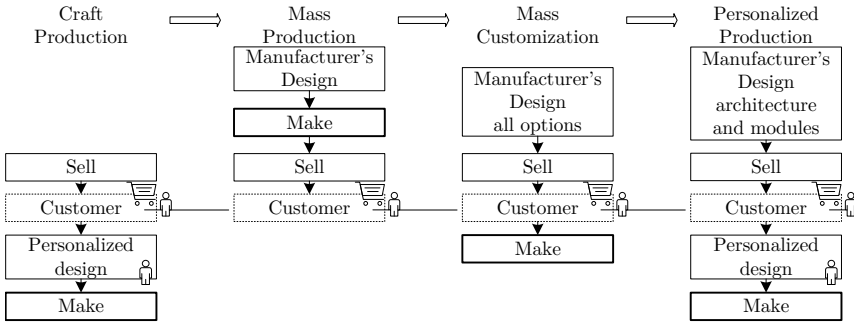 Craft
Production
Mass
Production
Mass
Customization
Personalized
Production
Sell
Customer
Personalized
design
Make
Manufacturer's
Design
Make
Sell
Customer
Manufacturer's
Design
all options
Sell
Customer
Make
Manufacturer's
Design
architecture
and modules
Sell
Customer
Personalized
design
Make